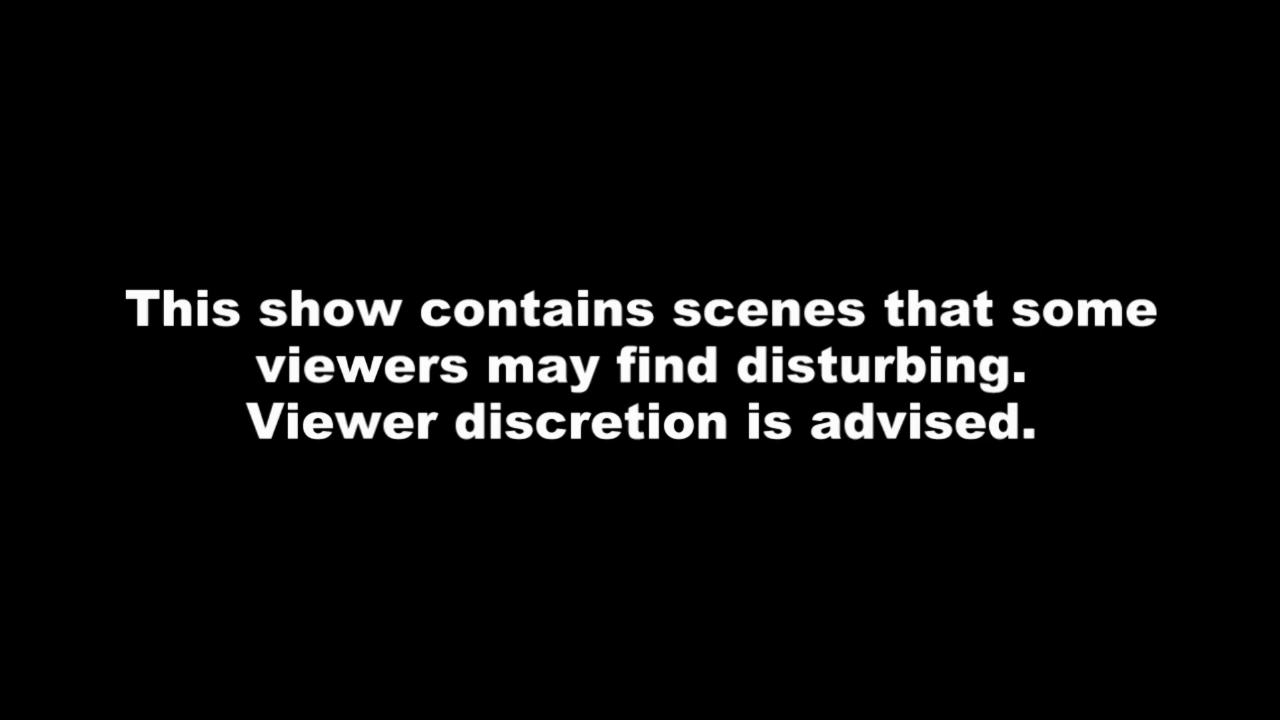 This show contains scenes that some
viewers may find disturbing.
Viewer discretion is advised.